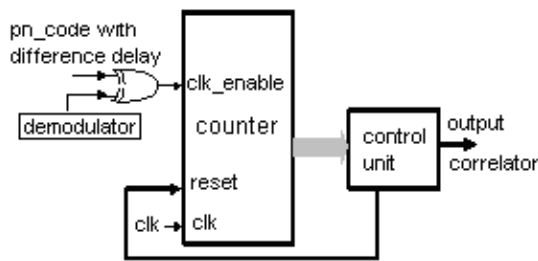 pn_code with
difference delay
clk_enable
demodulator
counter
control
unit
output
correlator
reset
clk
clk